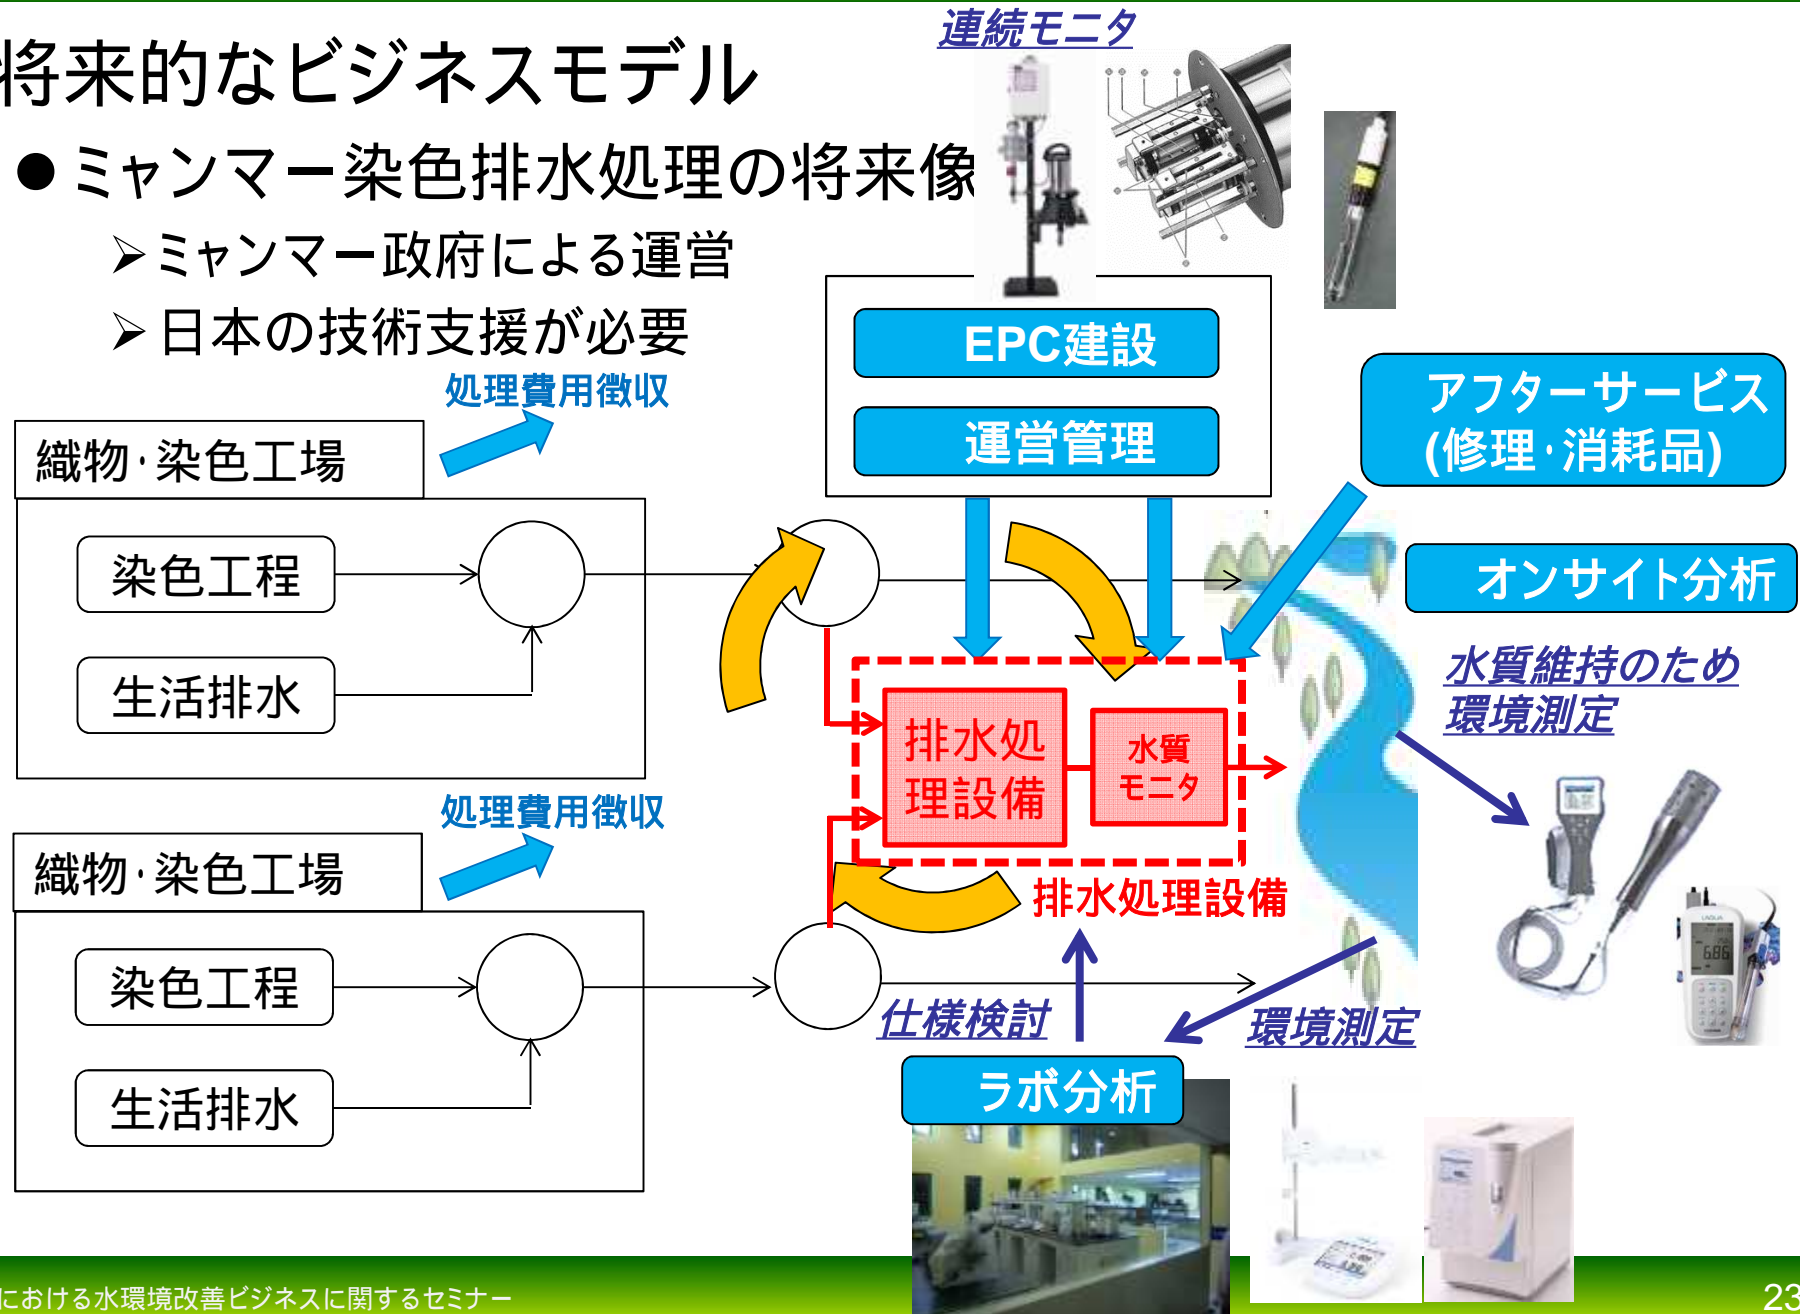 連続モニタ
将来的なビジネスモデル
●ミャンマー染色排水処理の将来像
➢ミャンマー政府による運営
➢日本の技術支援が必要
処理費用徴収
EPC建設
運営管理
アフターサービス
(修理・消耗品)
織物・染色工場
染色工程
生活排水
オンサイト分析
水質維持のため
環境測定
排水処
理設備
水質
モニタ
処理費用徴収
織物・染色工場
排水処理設備
染色工程
生活排水
仕様検討
環境測定
ラボ分析
6.86
における水環境改善ビジネスに関するセミナー
23